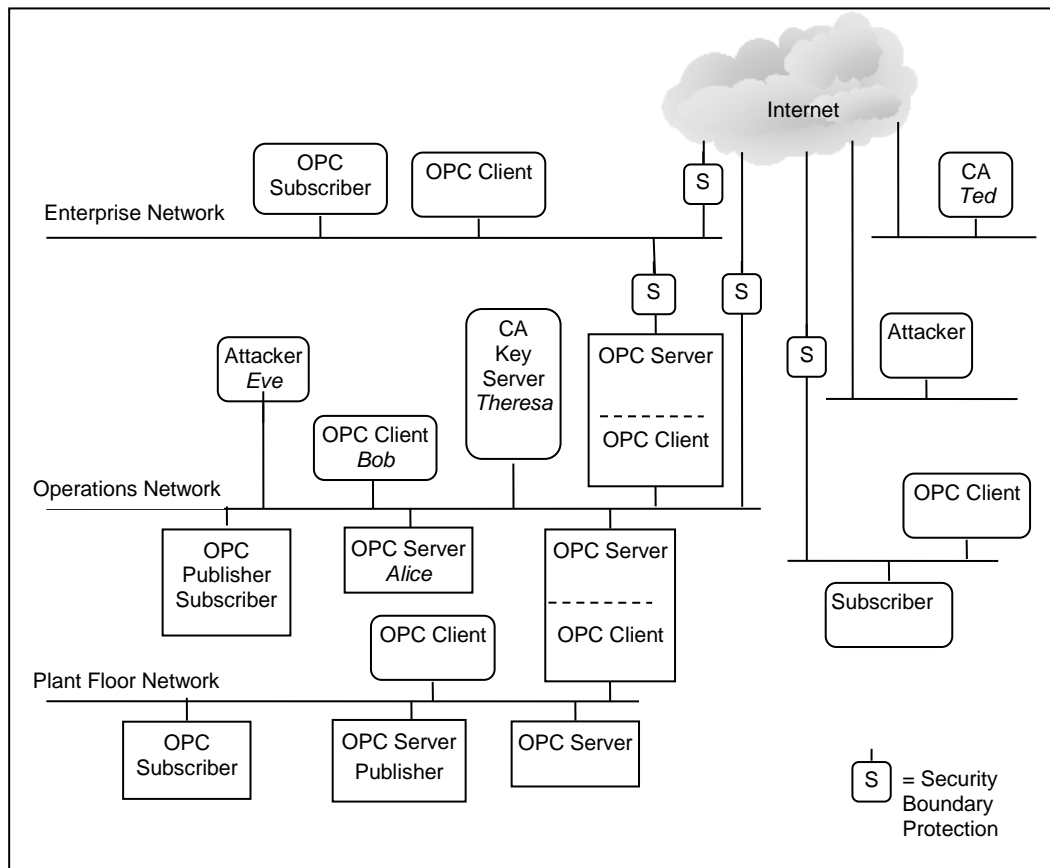 Internet
OPC
Subscriber
OPC Client
S
CA
Ted
Enterprise Network
S
S
CA
Key
Server
Theresa
OPC Server
OPC Client
S
Attacker
Attacker
Eve
OPC Client
Bob
Operations Network
OPC Client
OPC
Publisher
Subscriber
OPC Server
Alice
OPC Server
OPC Client
Subscriber
OPC Client
Plant Floor Network
OPC
Subscriber
OPC Server
Publisher
OPC Server
S
= Security
Boundary
Protection